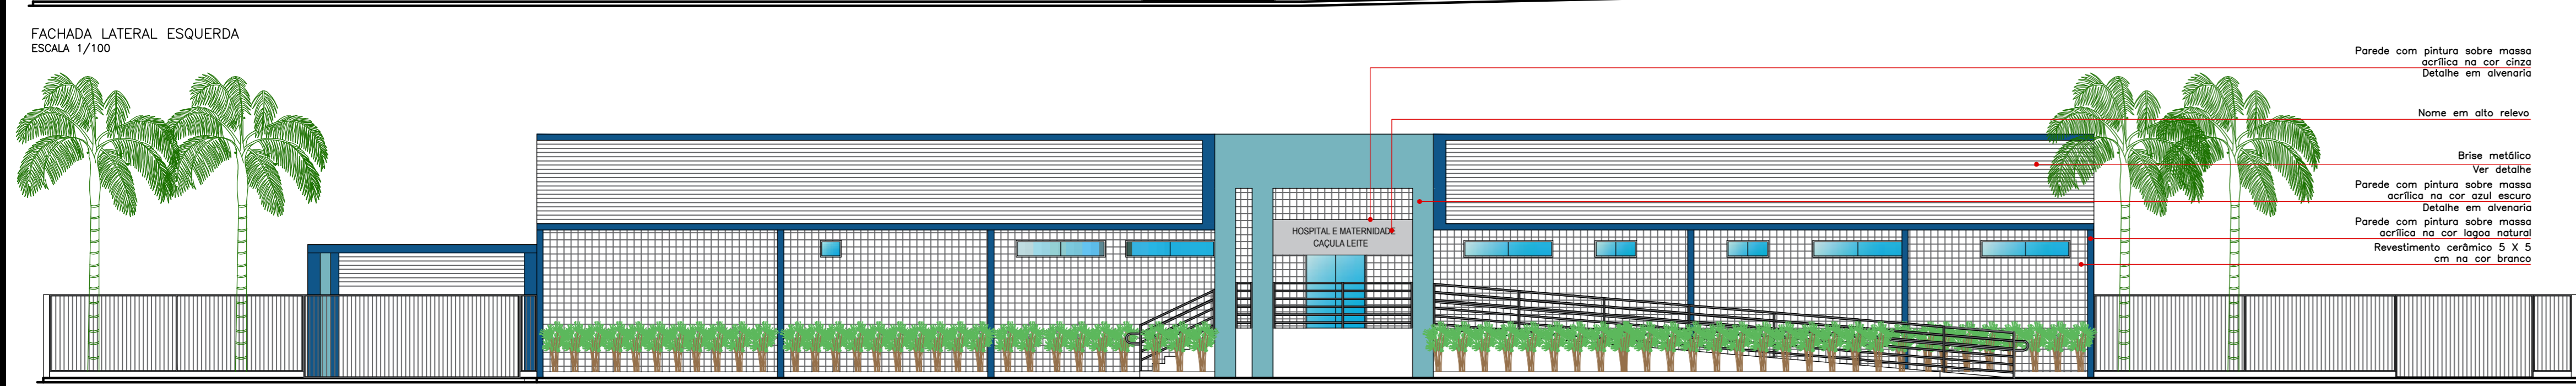 FACHADA LATERAL ESQUERDA
ESCALA 1/100
Parede com pintura sobre massa
acrílica na cor cinza
Detalhe em alvenaria
Nome em alto relevo
Brise metálico
Ver detalhe
Parede com pintura sobre massa
acrílica na cor azul escuro
Detalhe em alvenaria
Parede com pintura sobre massa
acrílica na cor lagoa natural
Revestimento cerâmico 5 X 5
cm na cor branco
HOSPITAL E MATERNIDADE
CAÇULA LEITE